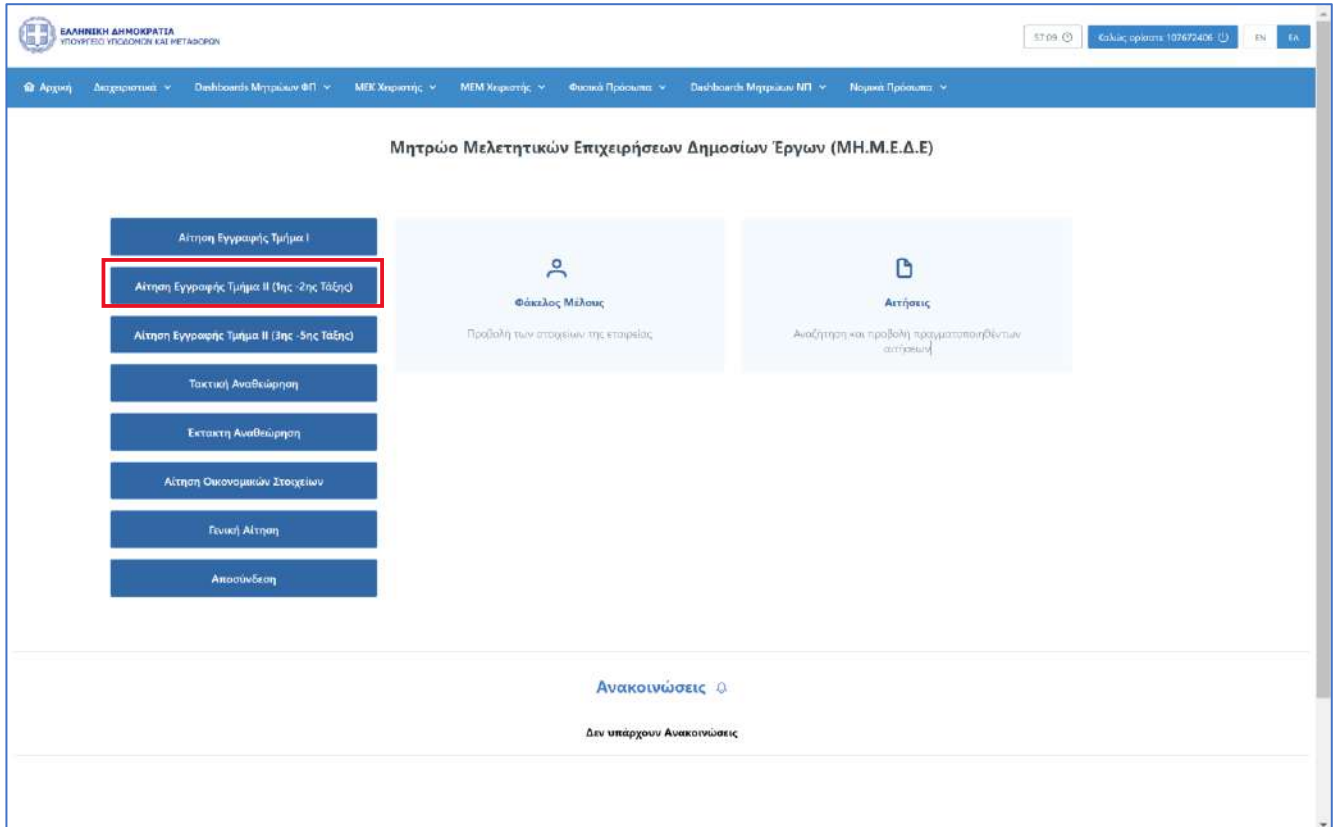 ΕΛΛΗΝΙΚΗ ΔΗΜΟΚΡΑΤΙΑ
ΥΠΟΥΡΓΕΙΟ ΥΠΟΔΟΜΩΝ ΚΑΙ ΜΕΤΑΦΟΡΩΝ
57:09 Καλώς ορίσατε 107672406 EN ΕΛ
Αρχική Διαχειριστικά Dashboards Μητρώων ΦΠ ΜΕΚ Χειριστής ΜΕΜ Χειριστής Φυσικά Πρόσωπα Dashboards Μητρώων ΝΠ Νομικά Πρόσωπα
Μητρώο Μελετητικών Επιχειρήσεων Δημοσίων Έργων (ΜΗ.Μ.Ε.Δ.Ε)
Αίτηση Εγγραφής Τμήμα Ι
Αίτηση Εγγραφής Τμήμα ΙΙ (1ης -2ης Τάξης)
Αίτηση Εγγραφής Τμήμα ΙΙ (3ης -5ης Τάξης)
Τακτική Αναθεώρηση
Έκτακτη Αναθεώρηση
Αίτηση Οικονομικών Στοιχείων
Γενική Αίτηση
Αποσύνδεση
Φάκελος Μέλους
Προβολή των στοιχείων της εταιρείας
Αιτήσεις
Αναζήτηση και προβολή πραγματοποιηθέντων
αιτήσεων
Ανακοινώσεις
Δεν υπάρχουν Ανακοινώσεις